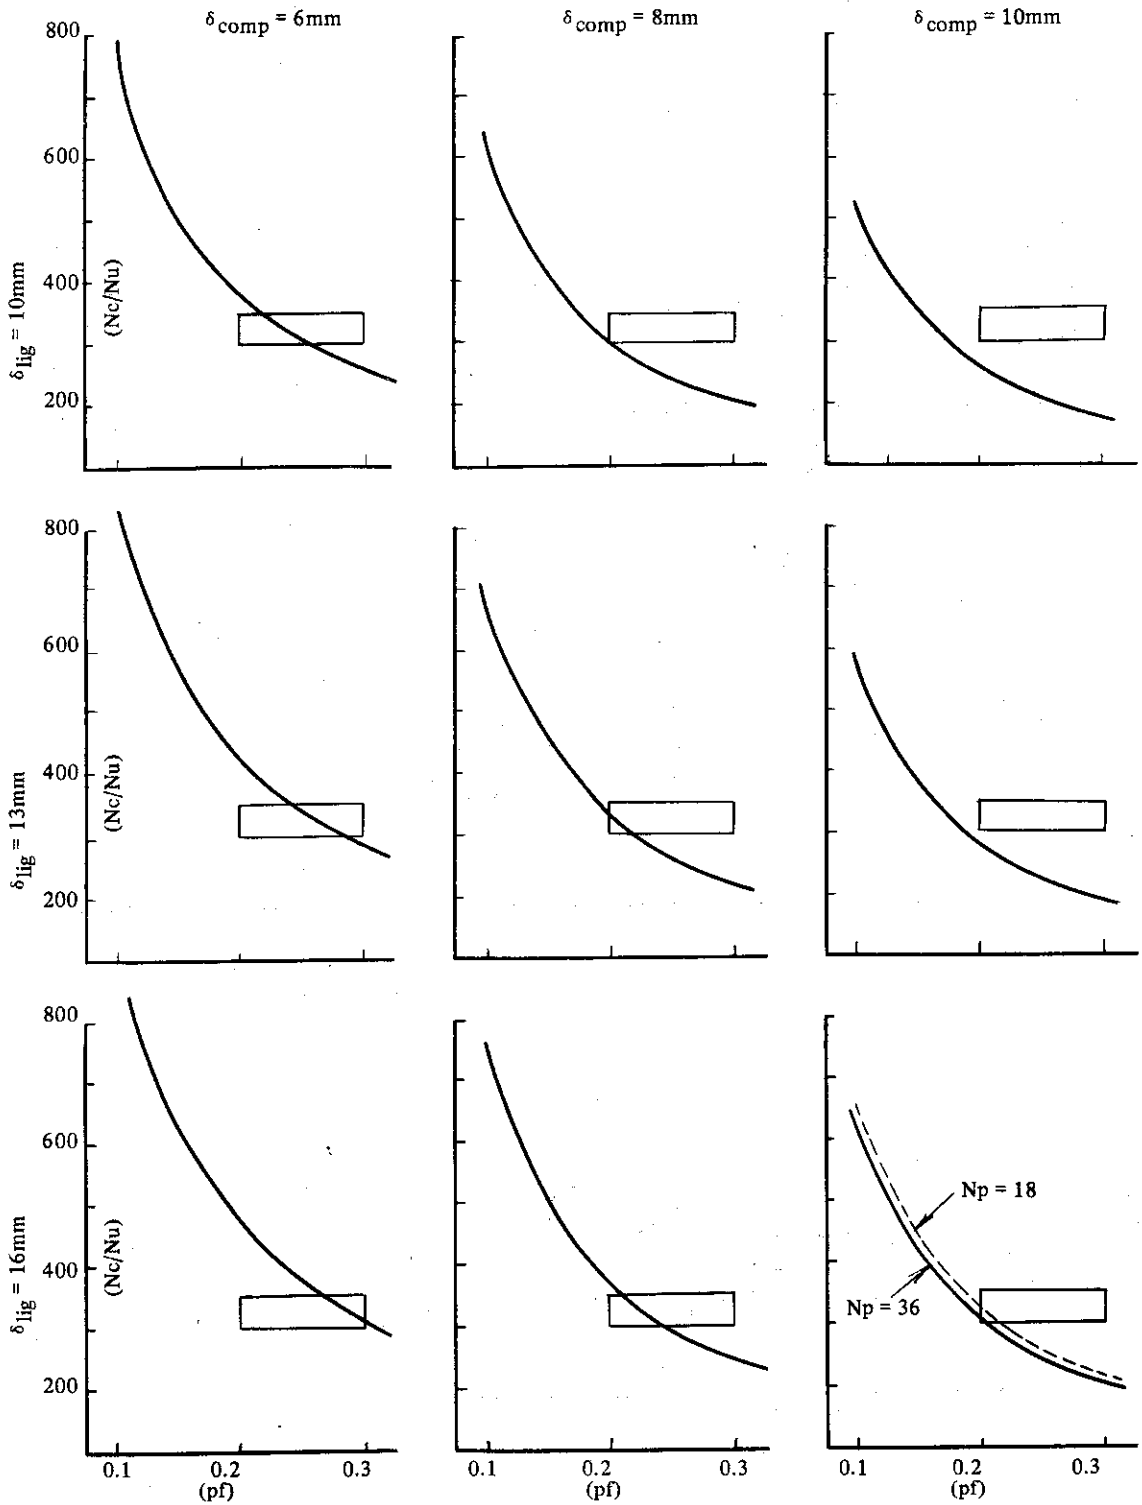 δcomp = 6mm
δcomp = 8mm
δcomp = 10mm
800
600
400
200
δlig = 10mm
(Nc/Nu)
800
600
400
200
δlig = 13mm
(Nc/Nu)
800
600
400
200
δlig = 16mm
(Nc/Nu)
Np = 18
Np = 36
0.1 0.2 0.3
(pf)
0.1 0.2 0.3
(pf)
0.1 0.2 0.3
(pf)